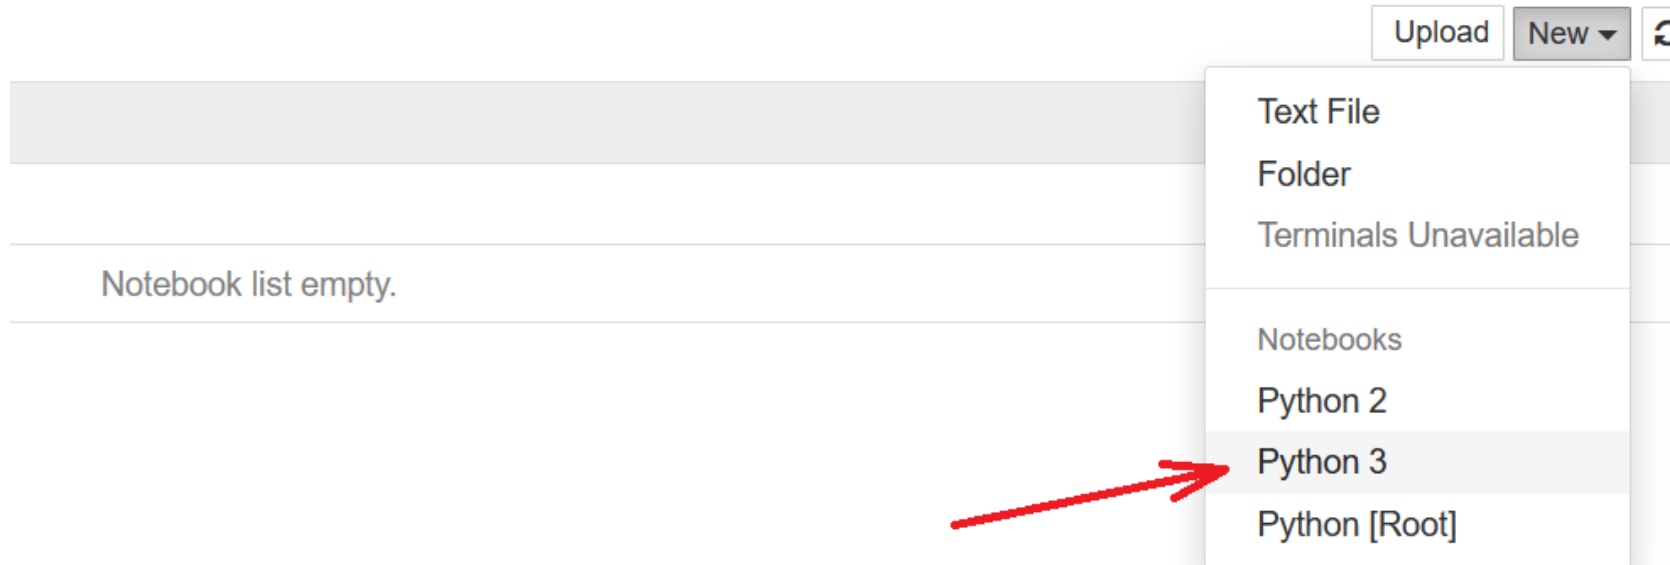 Upload New
Text File
Folder
Terminals Unavailable
Notebook list empty.
Notebooks
Python 2
Python 3
Python [Root]